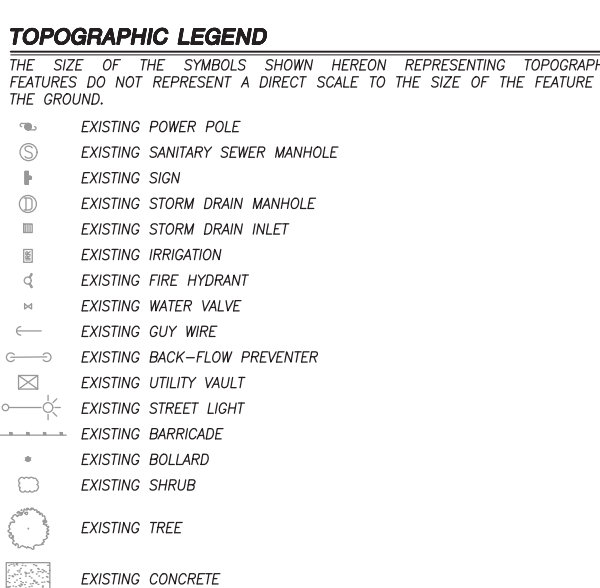 TOPOGRAPHIC LEGEND
THE SIZE OF THE SYMBOLS SHOWN HEREON REPRESENTING TOPOGRAPH
FEATURES DO NOT REPRESENT A DIRECT SCALE TO THE SIZE OF THE FEATURE
THE GROUND.
EXISTING POWER POLE
S EXISTING SANITARY SEWER MANHOLE
EXISTING SIGN
D EXISTING STORM DRAIN MANHOLE
EXISTING STORM DRAIN INLET
EXISTING IRRIGATION
EXISTING FIRE HYDRANT
EXISTING WATER VALVE
EXISTING GUY WIRE
EXISTING BACK–FLOW PREVENTER
EXISTING UTILITY VAULT
EXISTING STREET LIGHT
EXISTING BARRICADE
EXISTING BOLLARD
EXISTING SHRUB
EXISTING TREE
EXISTING CONCRETE